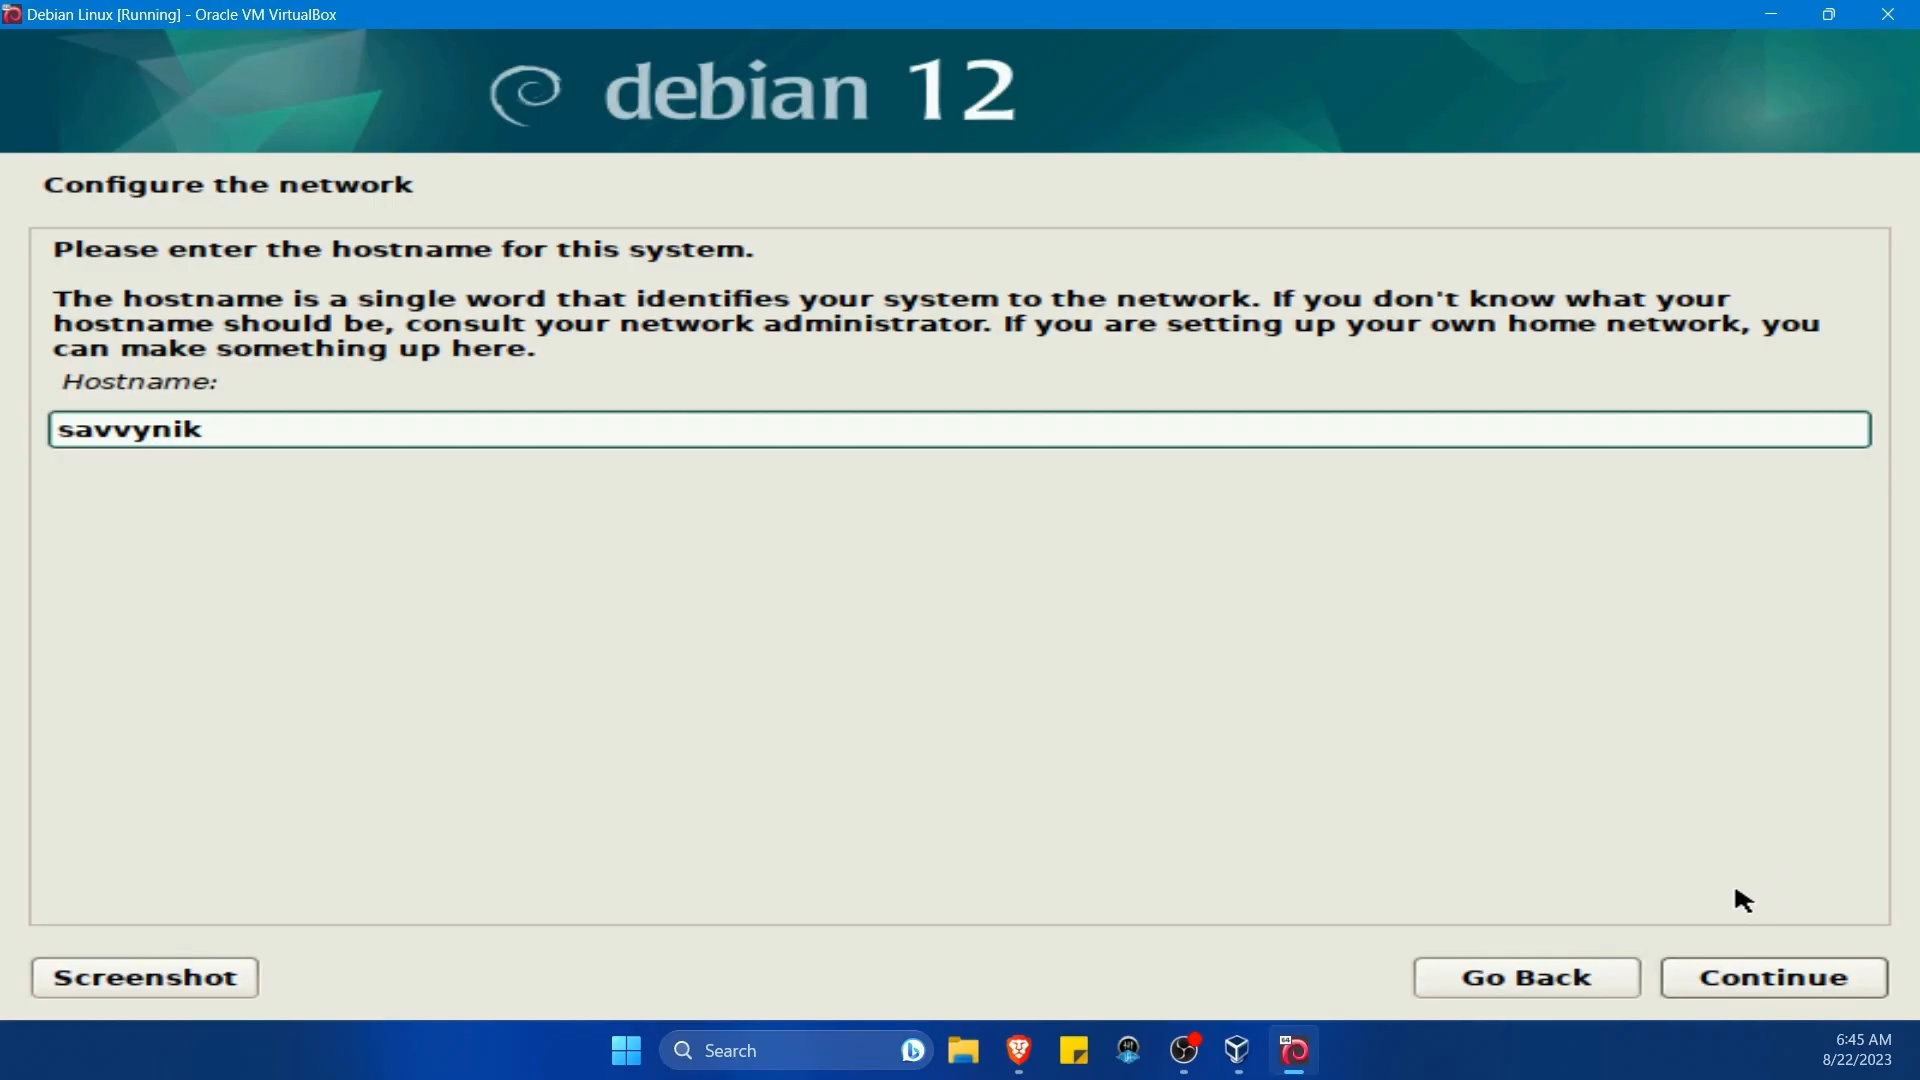 Debian Linux [Running] - Oracle VM VirtualBox
debian 12
Configure the network
Please enter the hostname for this system.
The hostname is a single word that identifies your system to the network. If you don't know what your
hostname should be, consult your network administrator. If you are setting up your own home network, you
can make something up here.
Hostname:
savvynik
Screenshot
Go Back
Continue
Search
6:45 AM
8/22/2023